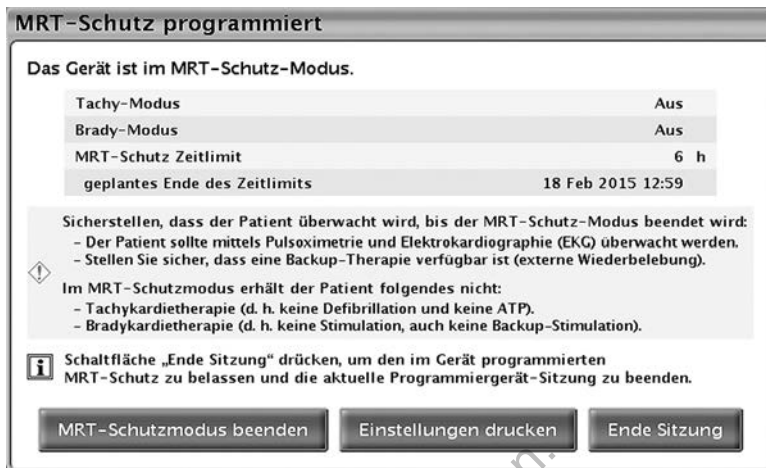 MRT-Schutz programmiert
Das Gerät ist im MRT-Schutz-Modus.
Tachy-Modus Aus
Brady-Modus Aus
MRT-Schutz Zeitlimit 6 h
geplantes Ende des Zeitlimits 18 Feb 2015 12:59
Sicherstellen, dass der Patient überwacht wird, bis der MRT-Schutz-Modus beendet wird:
- Der Patient sollte mittels Pulsoximetrie und Elektrokardiographie (EKG) überwacht werden.
- Stellen Sie sicher, dass eine Backup-Therapie verfügbar ist (externe Wiederbelebung).
Im MRT-Schutzmodus erhält der Patient folgendes nicht:
- Tachykardietherapie (d. h. keine Defibrillation und keine ATP).
- Bradykardietherapie (d. h. keine Stimulation, auch keine Backup-Stimulation).
Schaltfläche „Ende Sitzung" drücken, um den im Gerät programmierten
MRT-Schutz zu belassen und die aktuelle Programmiergerät-Sitzung zu beenden.
MRT-Schutzmodus beenden Einstellungen drucken Ende Sitzung